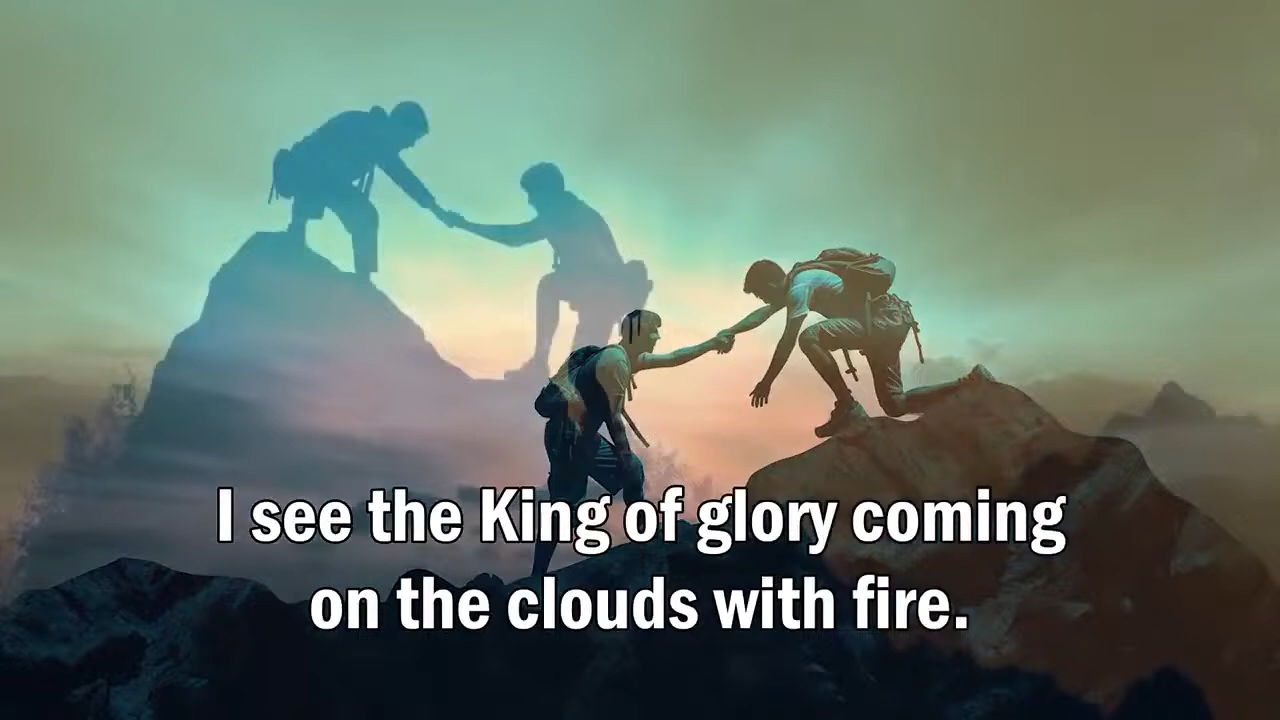 I see the King of glory coming
on the clouds with fire.